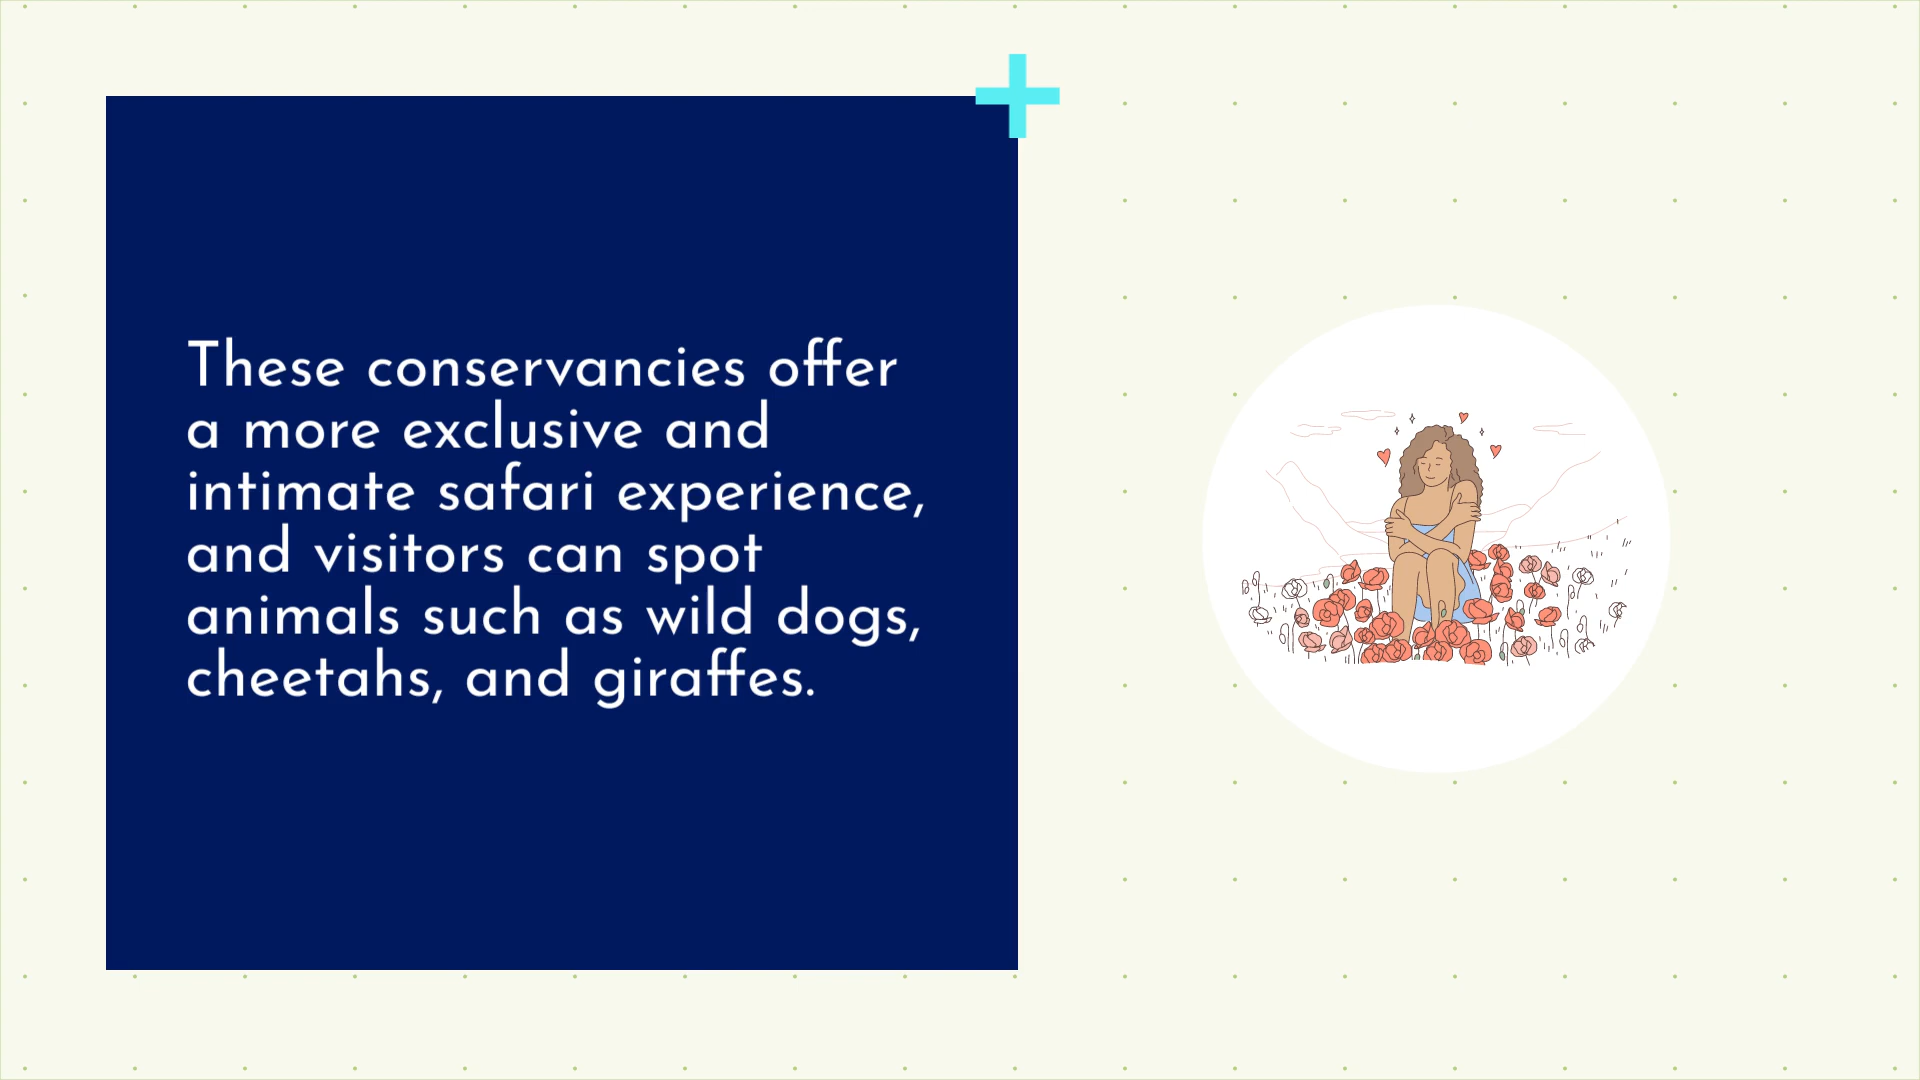 These conservancies offer
a more exclusive and
intimate safari experience,
and visitors can spot
animals such as wild dogs,
cheetahs, and giraffes.